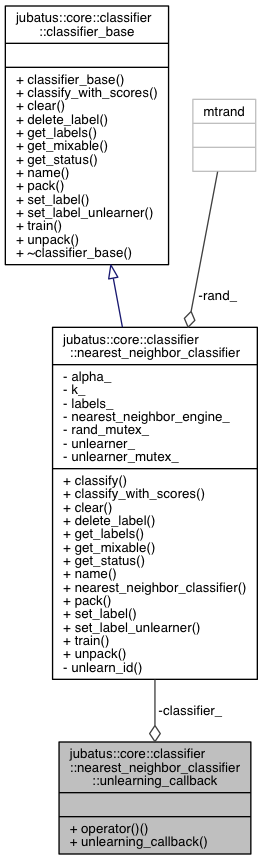 jubatus::core::classifier
::classifier_base
+ classifier_base()
+ classify_with_scores()
+ clear()
+ delete_label()
+ get_labels()
+ get_mixable()
+ get_status()
+ name()
+ pack()
+ set_label()
+ set_label_unlearner()
+ train()
+ unpack()
+ ~classifier_base()
mtrand
-rand_
jubatus::core::classifier
::nearest_neighbor_classifier
- alpha_
- k_
- labels_
- nearest_neighbor_engine_
- rand_mutex_
- unlearner_
- unlearner_mutex_
+ classify()
+ classify_with_scores()
+ clear()
+ delete_label()
+ get_labels()
+ get_mixable()
+ get_status()
+ name()
+ nearest_neighbor_classifier()
+ pack()
+ set_label()
+ set_label_unlearner()
+ train()
+ unpack()
- unlearn_id()
-classifier_
jubatus::core::classifier
::nearest_neighbor_classifier
::unlearning_callback
+ operator()()
+ unlearning_callback()